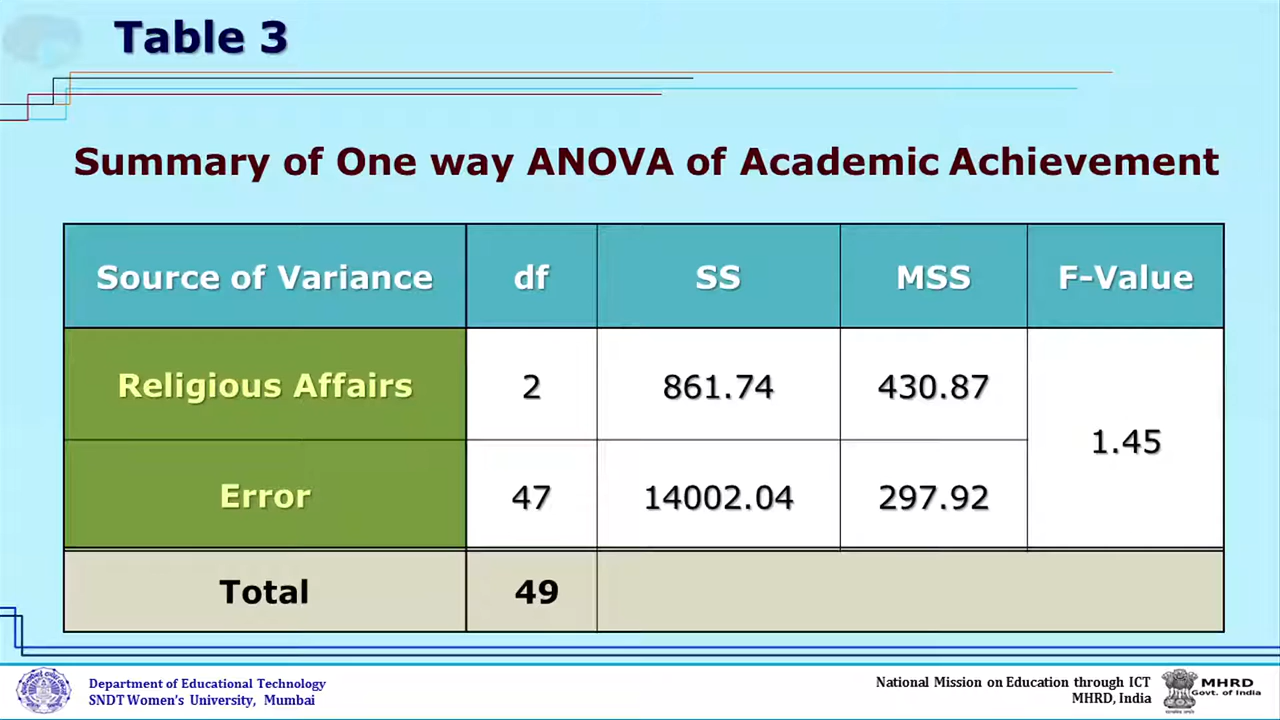 Table 3
Summary of One way ANOVA of Academic Achievement
Source of Variance df SS MSS F-Value
Religious Affairs 2 861.74 430.87
1.45
Error 47 14002.04 297.92
Total 49
Department of Educational Technology
SNDT Women's University, Mumbai
National Mission on Education through ICT
MHRD, India
MHRD
Govt. of India